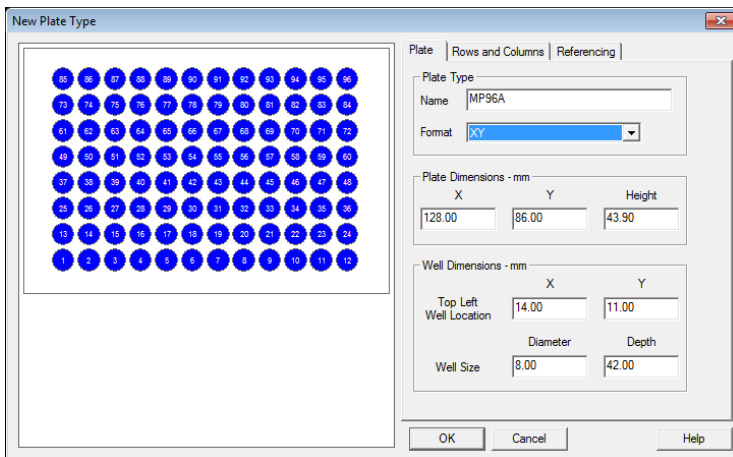 New Plate Type
85 86 87 88 89 90 91 92 93 94 95 96
73 74 75 76 77 78 79 80 81 82 83 84
61 62 63 64 65 66 67 68 69 70 71 72
49 50 51 52 53 54 55 56 57 58 59 60
37 38 39 40 41 42 43 44 45 46 47 48
25 26 27 28 29 30 31 32 33 34 35 36
13 14 15 16 17 18 19 20 21 22 23 24
1 2 3 4 5 6 7 8 9 10 11 12
Plate Rows and Columns Referencing
Plate Type
Name MP96A
Format XY
Plate Dimensions - mm
X Y Height
128.00 86.00 43.90
Well Dimensions - mm
X Y
Top Left
Well Location 14.00 11.00
Diameter Depth
Well Size 8.00 42.00
OK Cancel Help